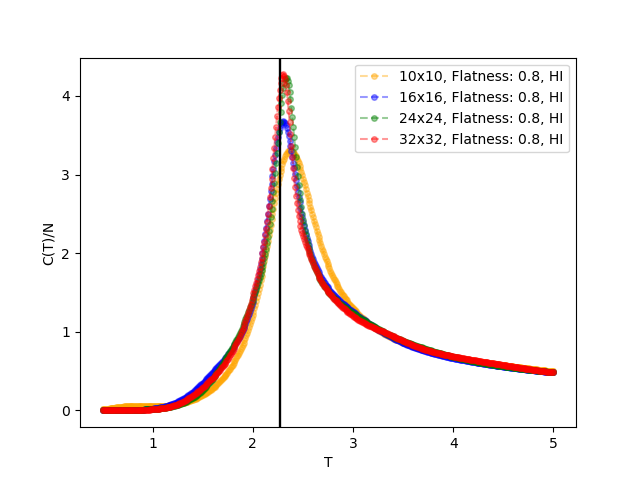 10x10, Flatness: 0.8, HI
16x16, Flatness: 0.8, HI
24x24, Flatness: 0.8, HI
32x32, Flatness: 0.8, HI
C(T)/N
4
3
2
1
0
1 2 3 4 5
T